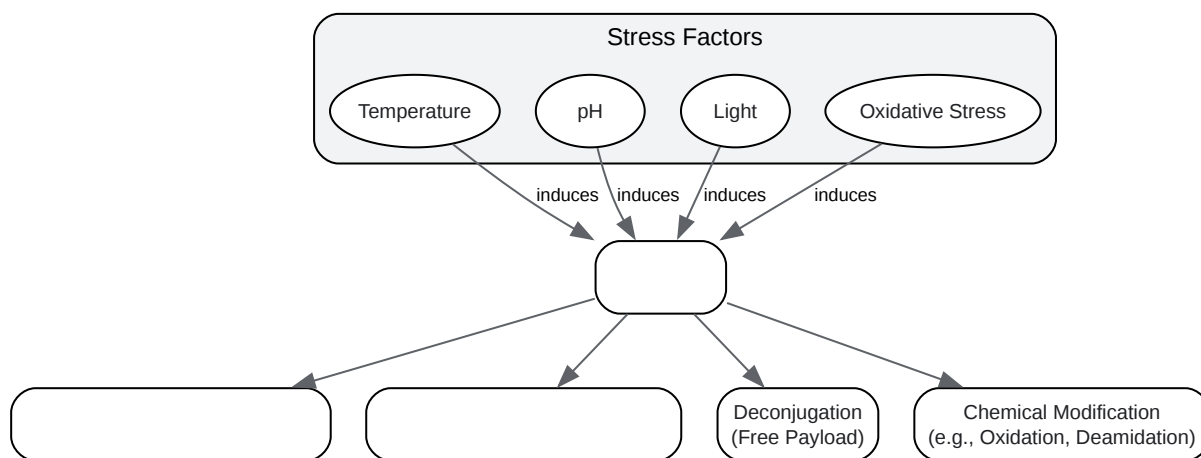 Stress Factors
Temperature
pH
Light
Oxidative Stress
induces
induces
induces
induces
Deconjugation
(Free Payload)
Chemical Modification
(e.g., Oxidation, Deamidation)